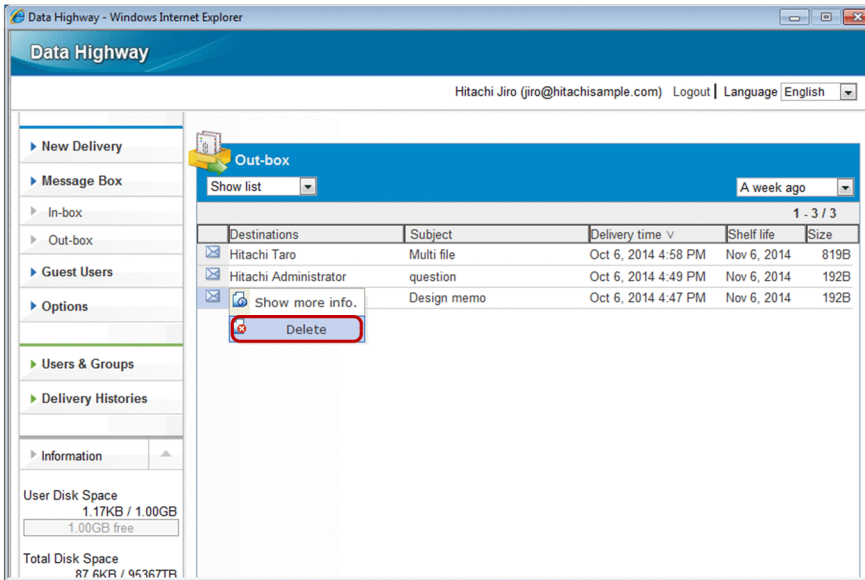 Data Highway - Windows Internet Explorer
Data Highway
Hitachi Jiro (jiro@hitachisample.com) Logout Language English
New Delivery
Message Box
In-box
Out-box
Guest Users
Options
Users & Groups
Delivery Histories
Information
User Disk Space
1.17KB / 1.00GB
1.00GB free
Total Disk Space
87.6KB / 95367TB
Out-box
Show list A week ago
1 - 3 / 3
Destinations Subject Delivery time Shelf life Size
Hitachi Taro Multi file Oct 6, 2014 4:58 PM Nov 6, 2014 819B
Hitachi Administrator question Oct 6, 2014 4:49 PM Nov 6, 2014 192B
Design memo Oct 6, 2014 4:47 PM Nov 6, 2014 192B
Show more info.
Delete